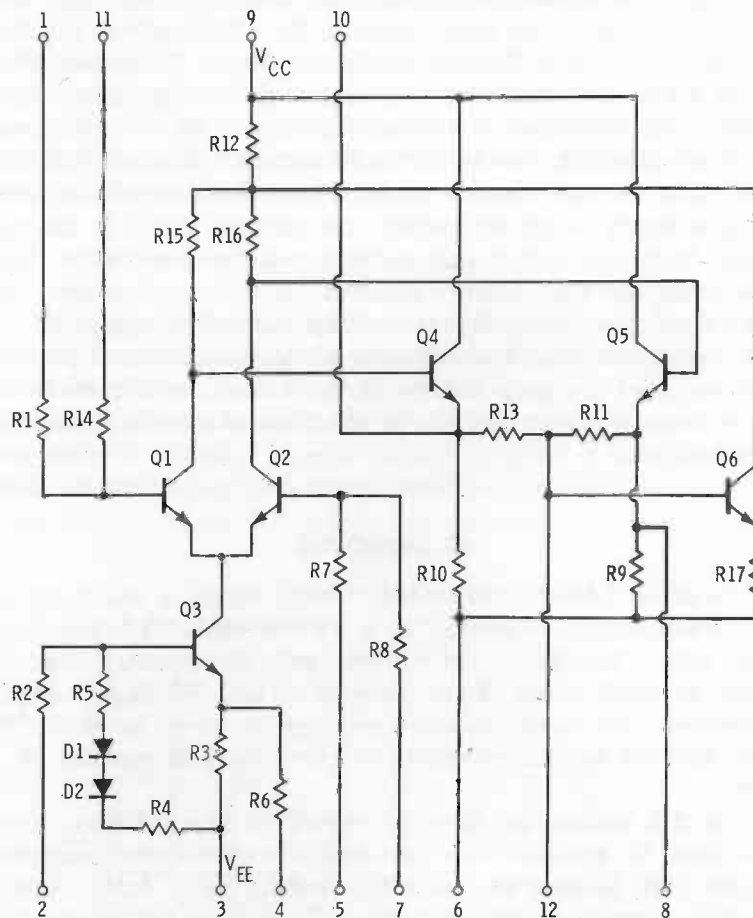 1 11 9 10
VCC
R12
R15 R16
Q4 Q5
R1 R14 R13 R11
Q1 Q2 Q6
R7 R10 R9 R17
Q3
R8
R2 R5
D1 R3
D2 R4 R6
VEE
2 3 4 5 7 6 12 8